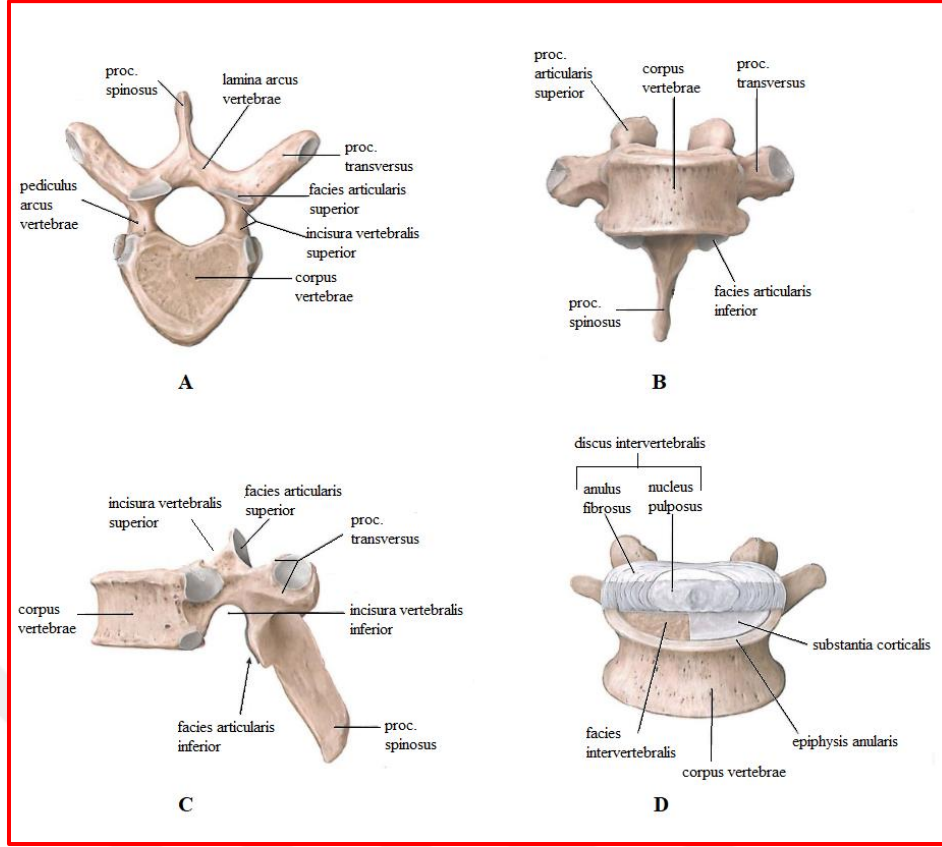 proc.
spinosus
lamina arcus
vertebrae
proc.
transversus
pediculus
arcus
vertebrae
facies articularis
superior
incisura vertebralis
superior
corpus
vertebrae
A
proc.
articularis
superior
corpus
vertebrae
proc.
transversus
facies articularis
inferior
proc.
spinosus
B
incisura vertebralis
superior
facies articularis
superior
proc.
transversus
corpus
vertebrae
incisura vertebralis
inferior
facies articularis
inferior
proc.
spinosus
C
discus intervertebralis
anulus
fibrosus
nucleus
pulposus
substantia corticalis
facies
intervertebralis
epiphysis anularis
corpus vertebrae
D